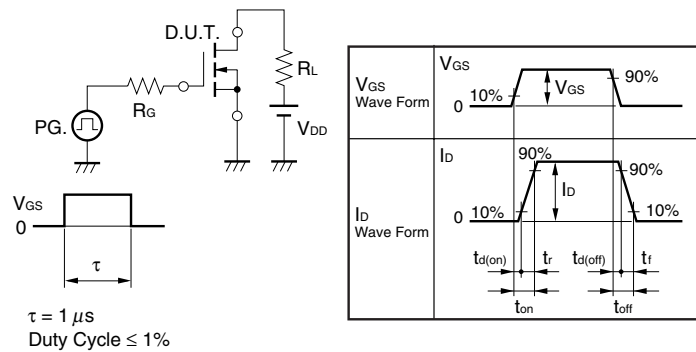 D.U.T.
RL
RG
PG.
VDD
VGS
0
τ
τ = 1 μs
Duty Cycle ≤ 1%
VGS
Wave Form
VGS
10%
0
VGS
90%
ID
Wave Form
ID
90%
90%
ID
0
10%
10%
td(on)
tr
td(off)
tf
ton
toff